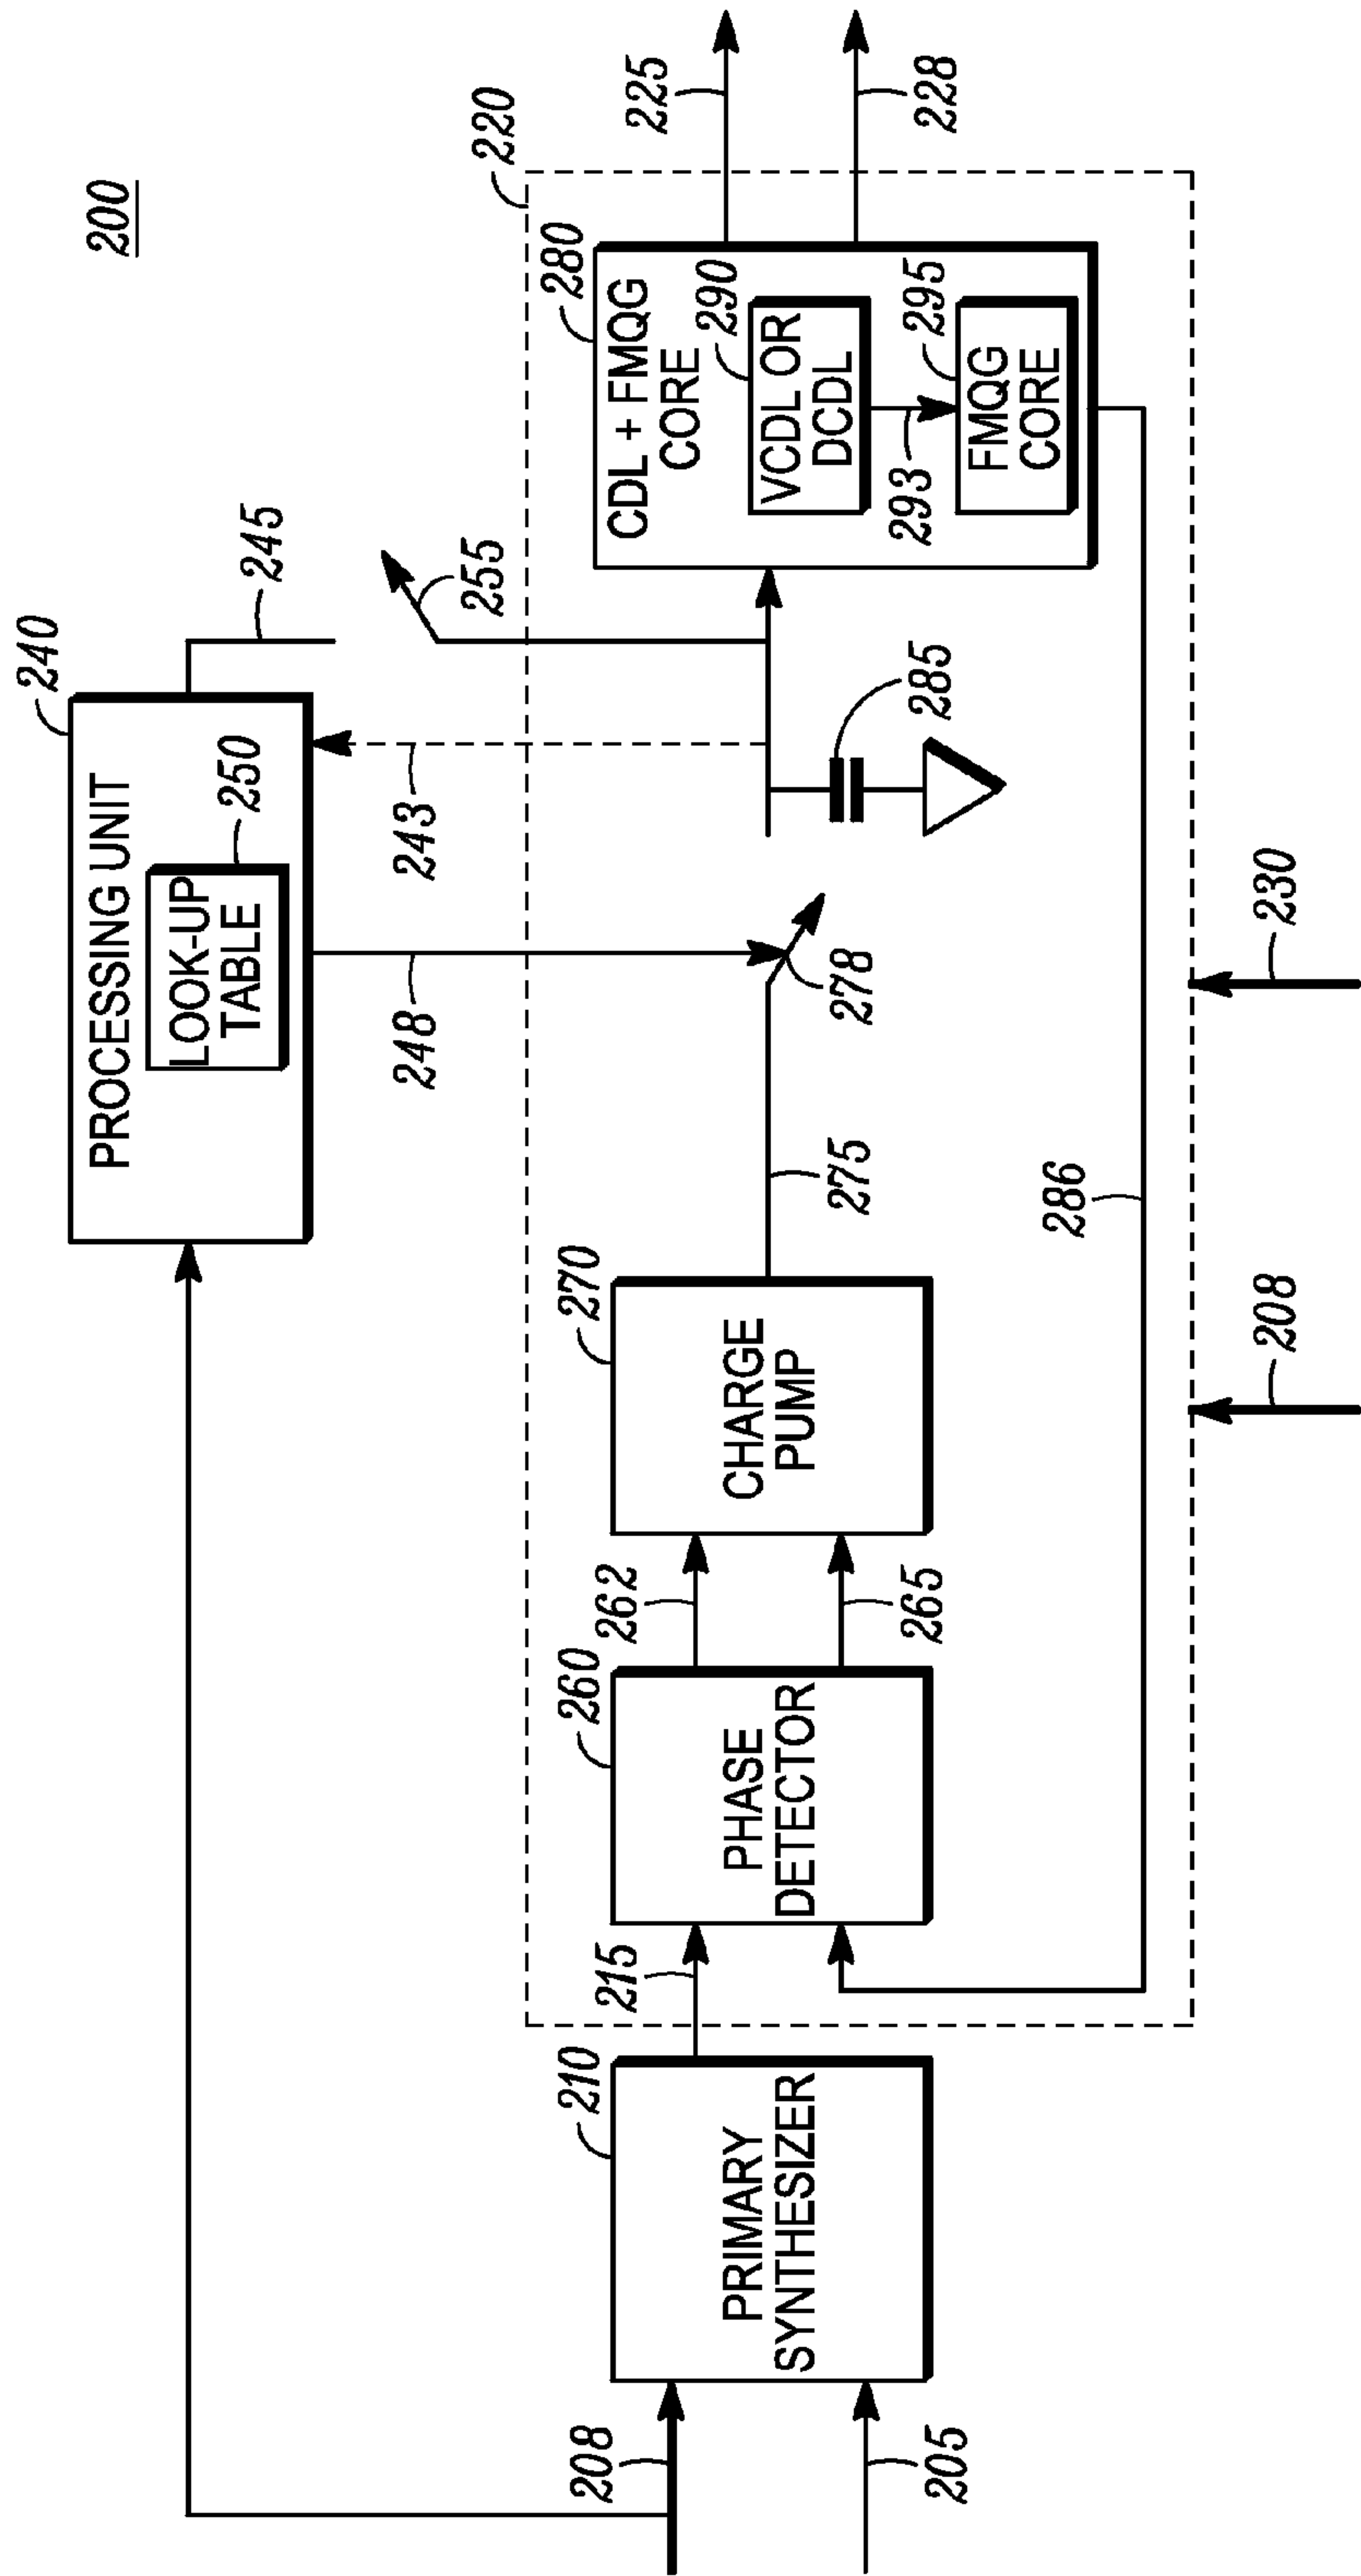 200
240
PROCESSING UNIT
LOOK-UP
TABLE
250
245
243
248
255
220
225
228
208
205
210
PRIMARY
SYNTHESIZER
215
260
PHASE
DETECTOR
262
265
270
CHARGE
PUMP
275
278
285
280
CDL + FMQG
CORE
290
VCDL OR
DCDL
293
295
FMQG
CORE
286
208
230